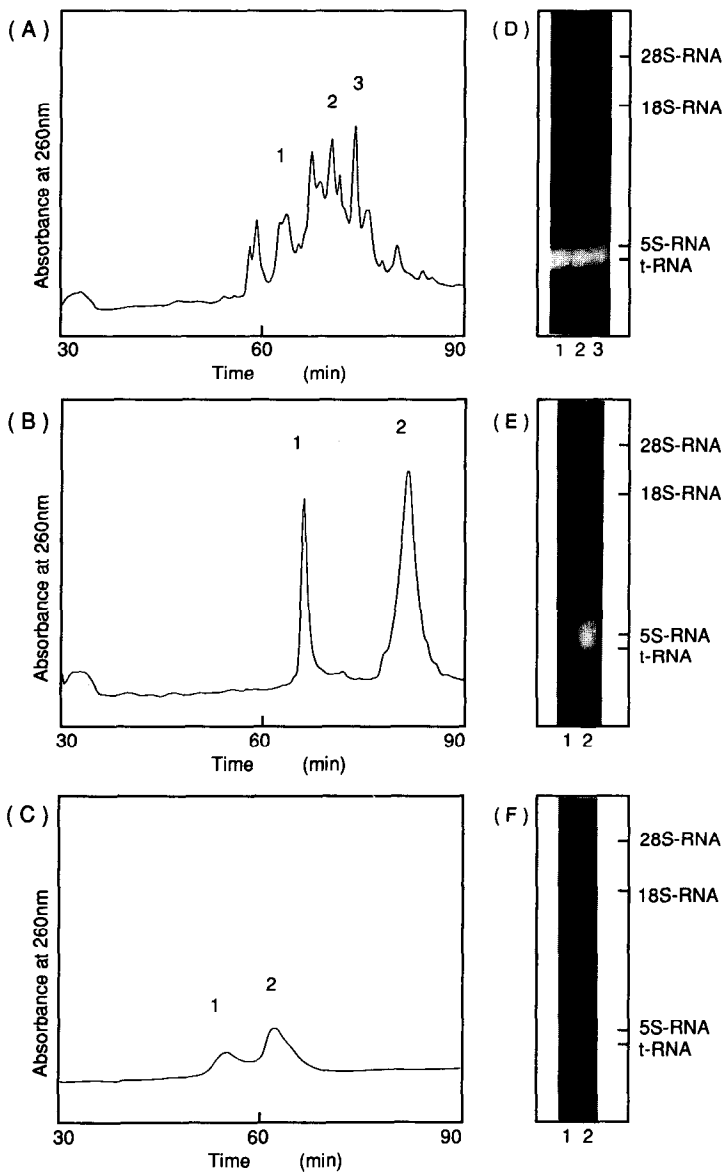 (A)
Absorbance at 260nm
1
2
3
30
60
90
Time (min)
(D)
28S-RNA
18S-RNA
5S-RNA
t-RNA
1 2 3
(B)
Absorbance at 260nm
1
2
30
60
90
Time (min)
(E)
28S-RNA
18S-RNA
5S-RNA
t-RNA
1 2
(C)
Absorbance at 260nm
1
2
30
60
90
Time (min)
(F)
28S-RNA
18S-RNA
5S-RNA
t-RNA
1 2